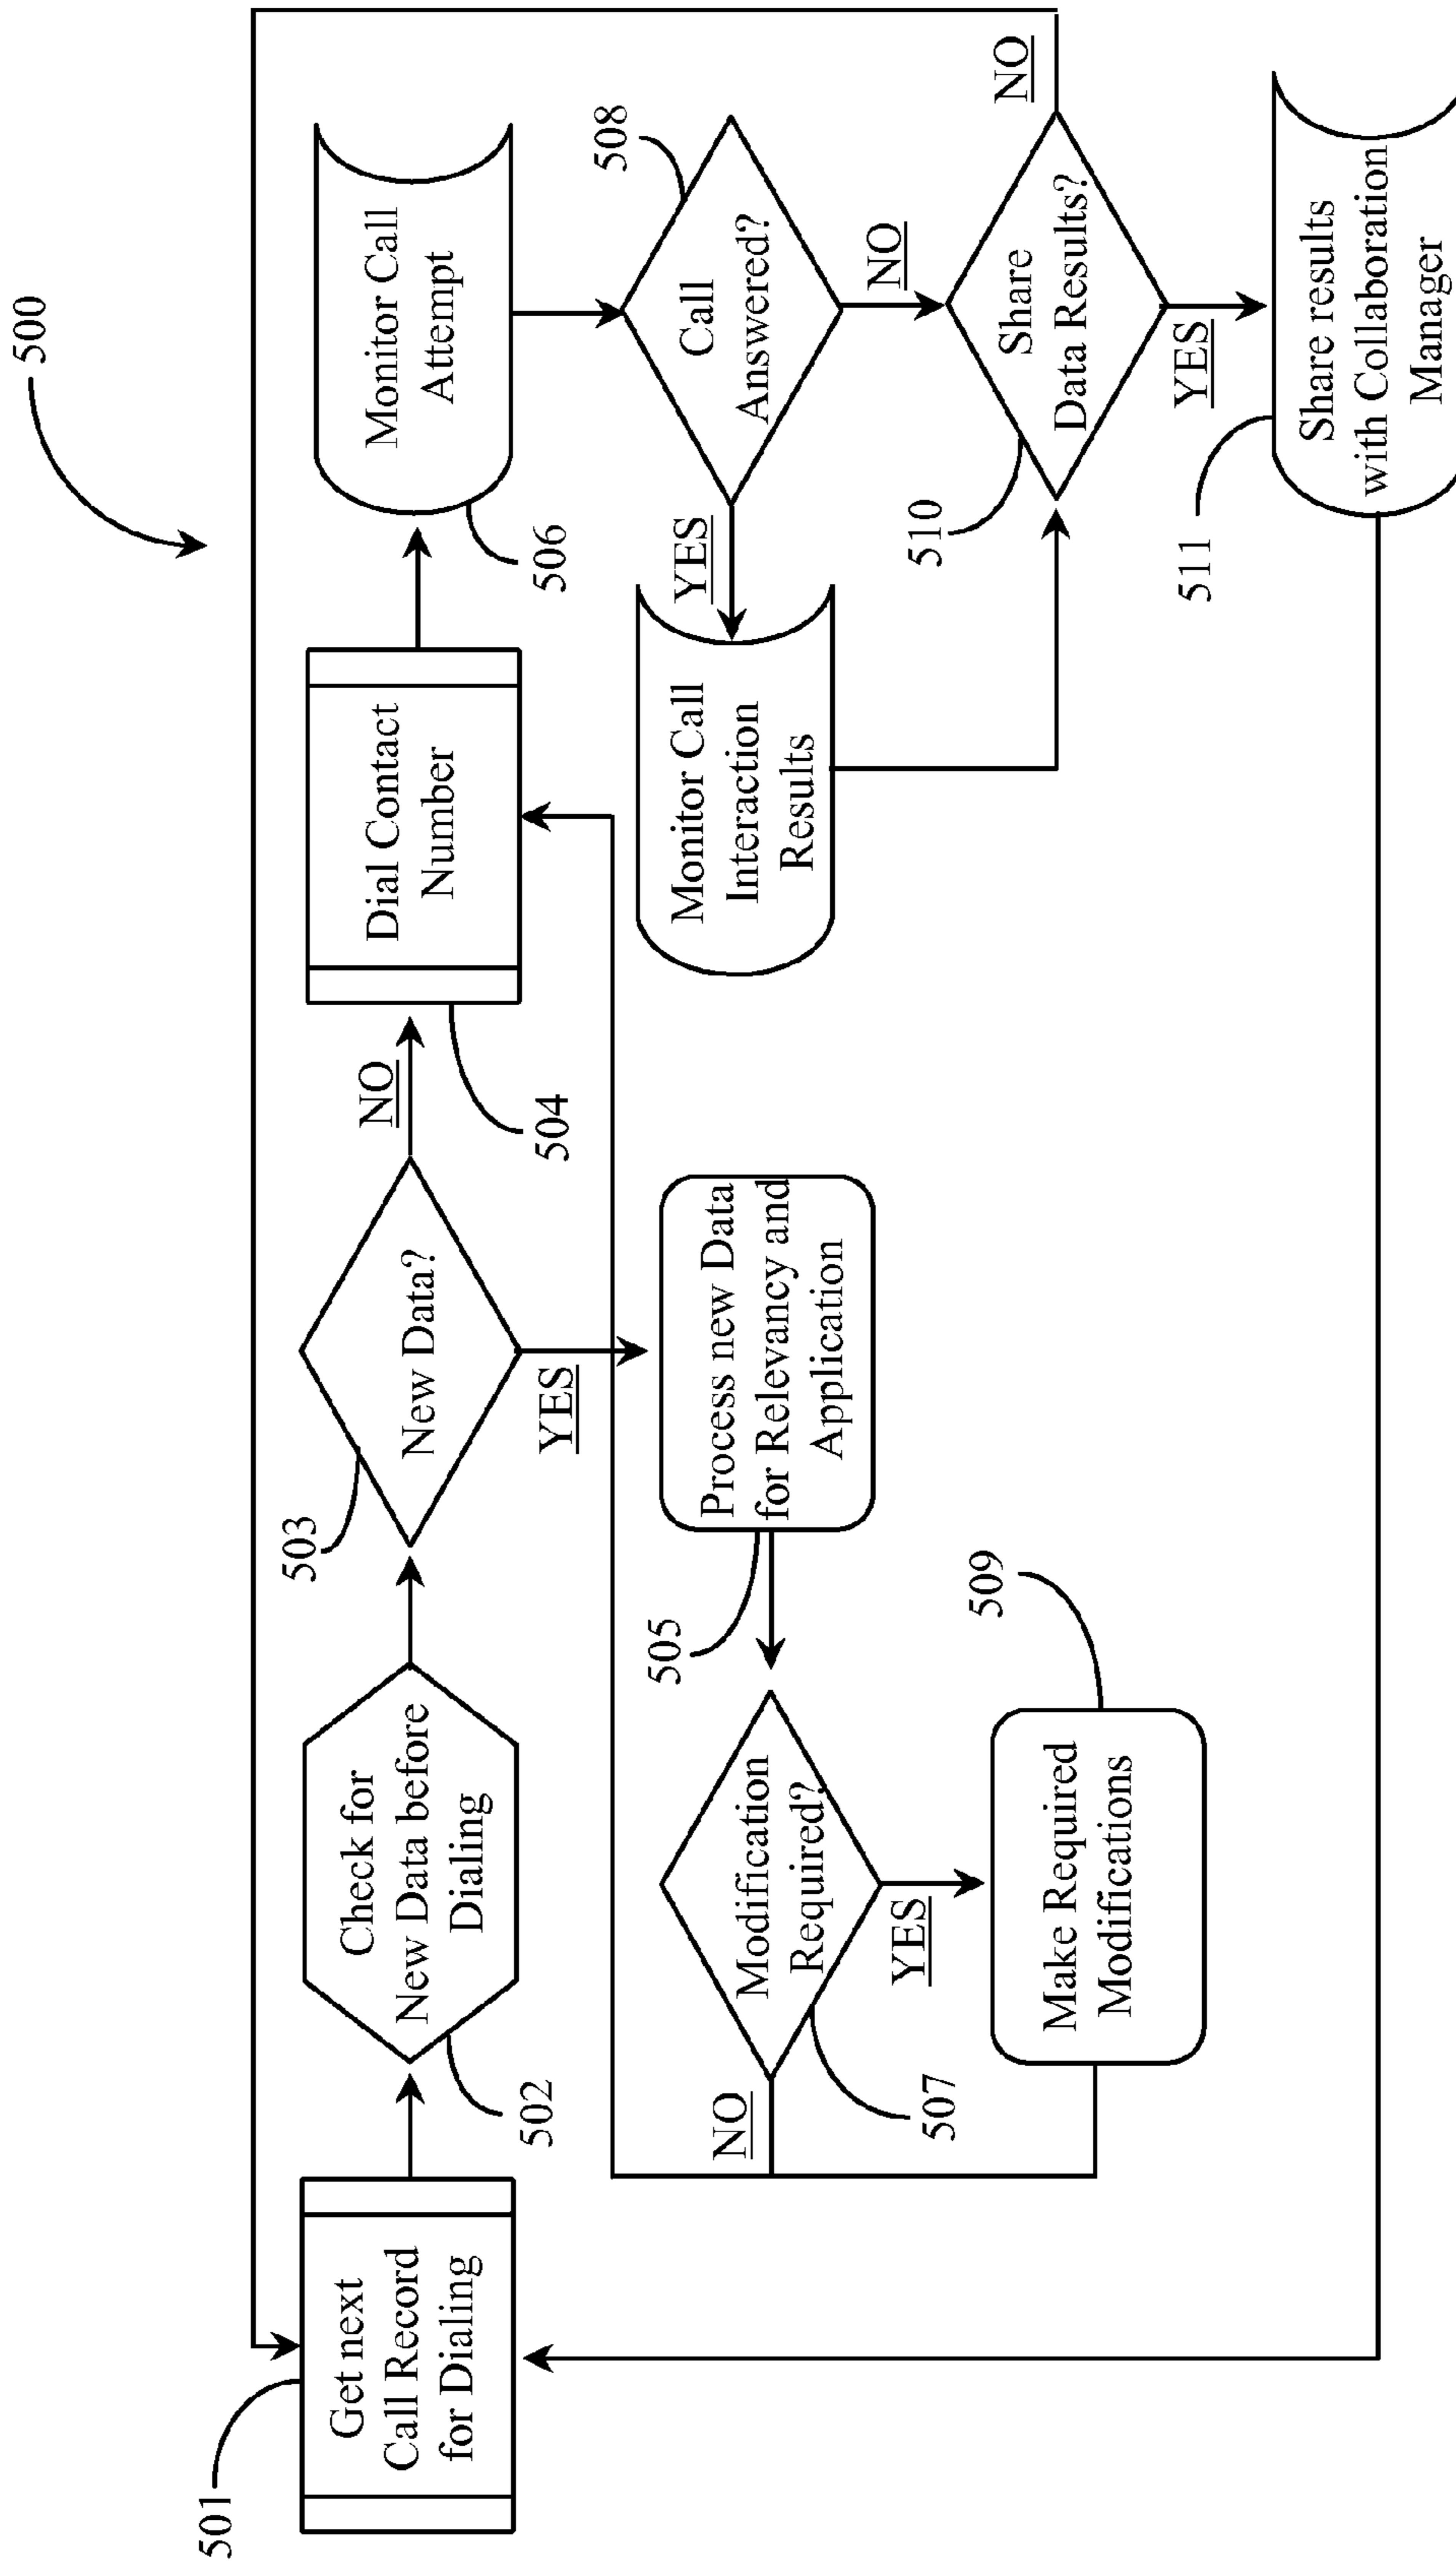 500
501
Get next
Call Record
for Dialing
502
Check for
New Data before
Dialing
503
New Data?
NO
YES
504
Dial Contact
Number
506
Monitor Call
Attempt
505
Process new Data
for Relevancy and
Application
507
Modification
Required?
NO
YES
509
Make Required
Modifications
508
Call
Answered?
YES
NO
Monitor Call
Interaction
Results
510
Share
Data Results?
NO
YES
511
Share results
with Collaboration
Manager